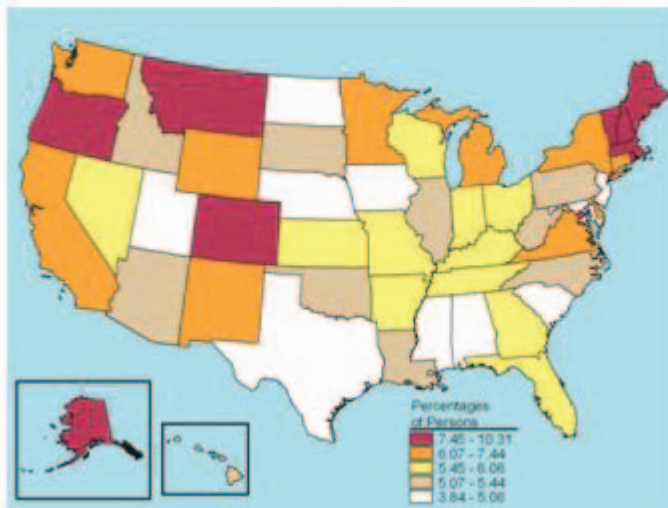 Percentages
of Persons
7.45 - 10.31
6.07 - 7.44
5.45 - 6.06
5.07 - 5.44
3.84 - 5.06